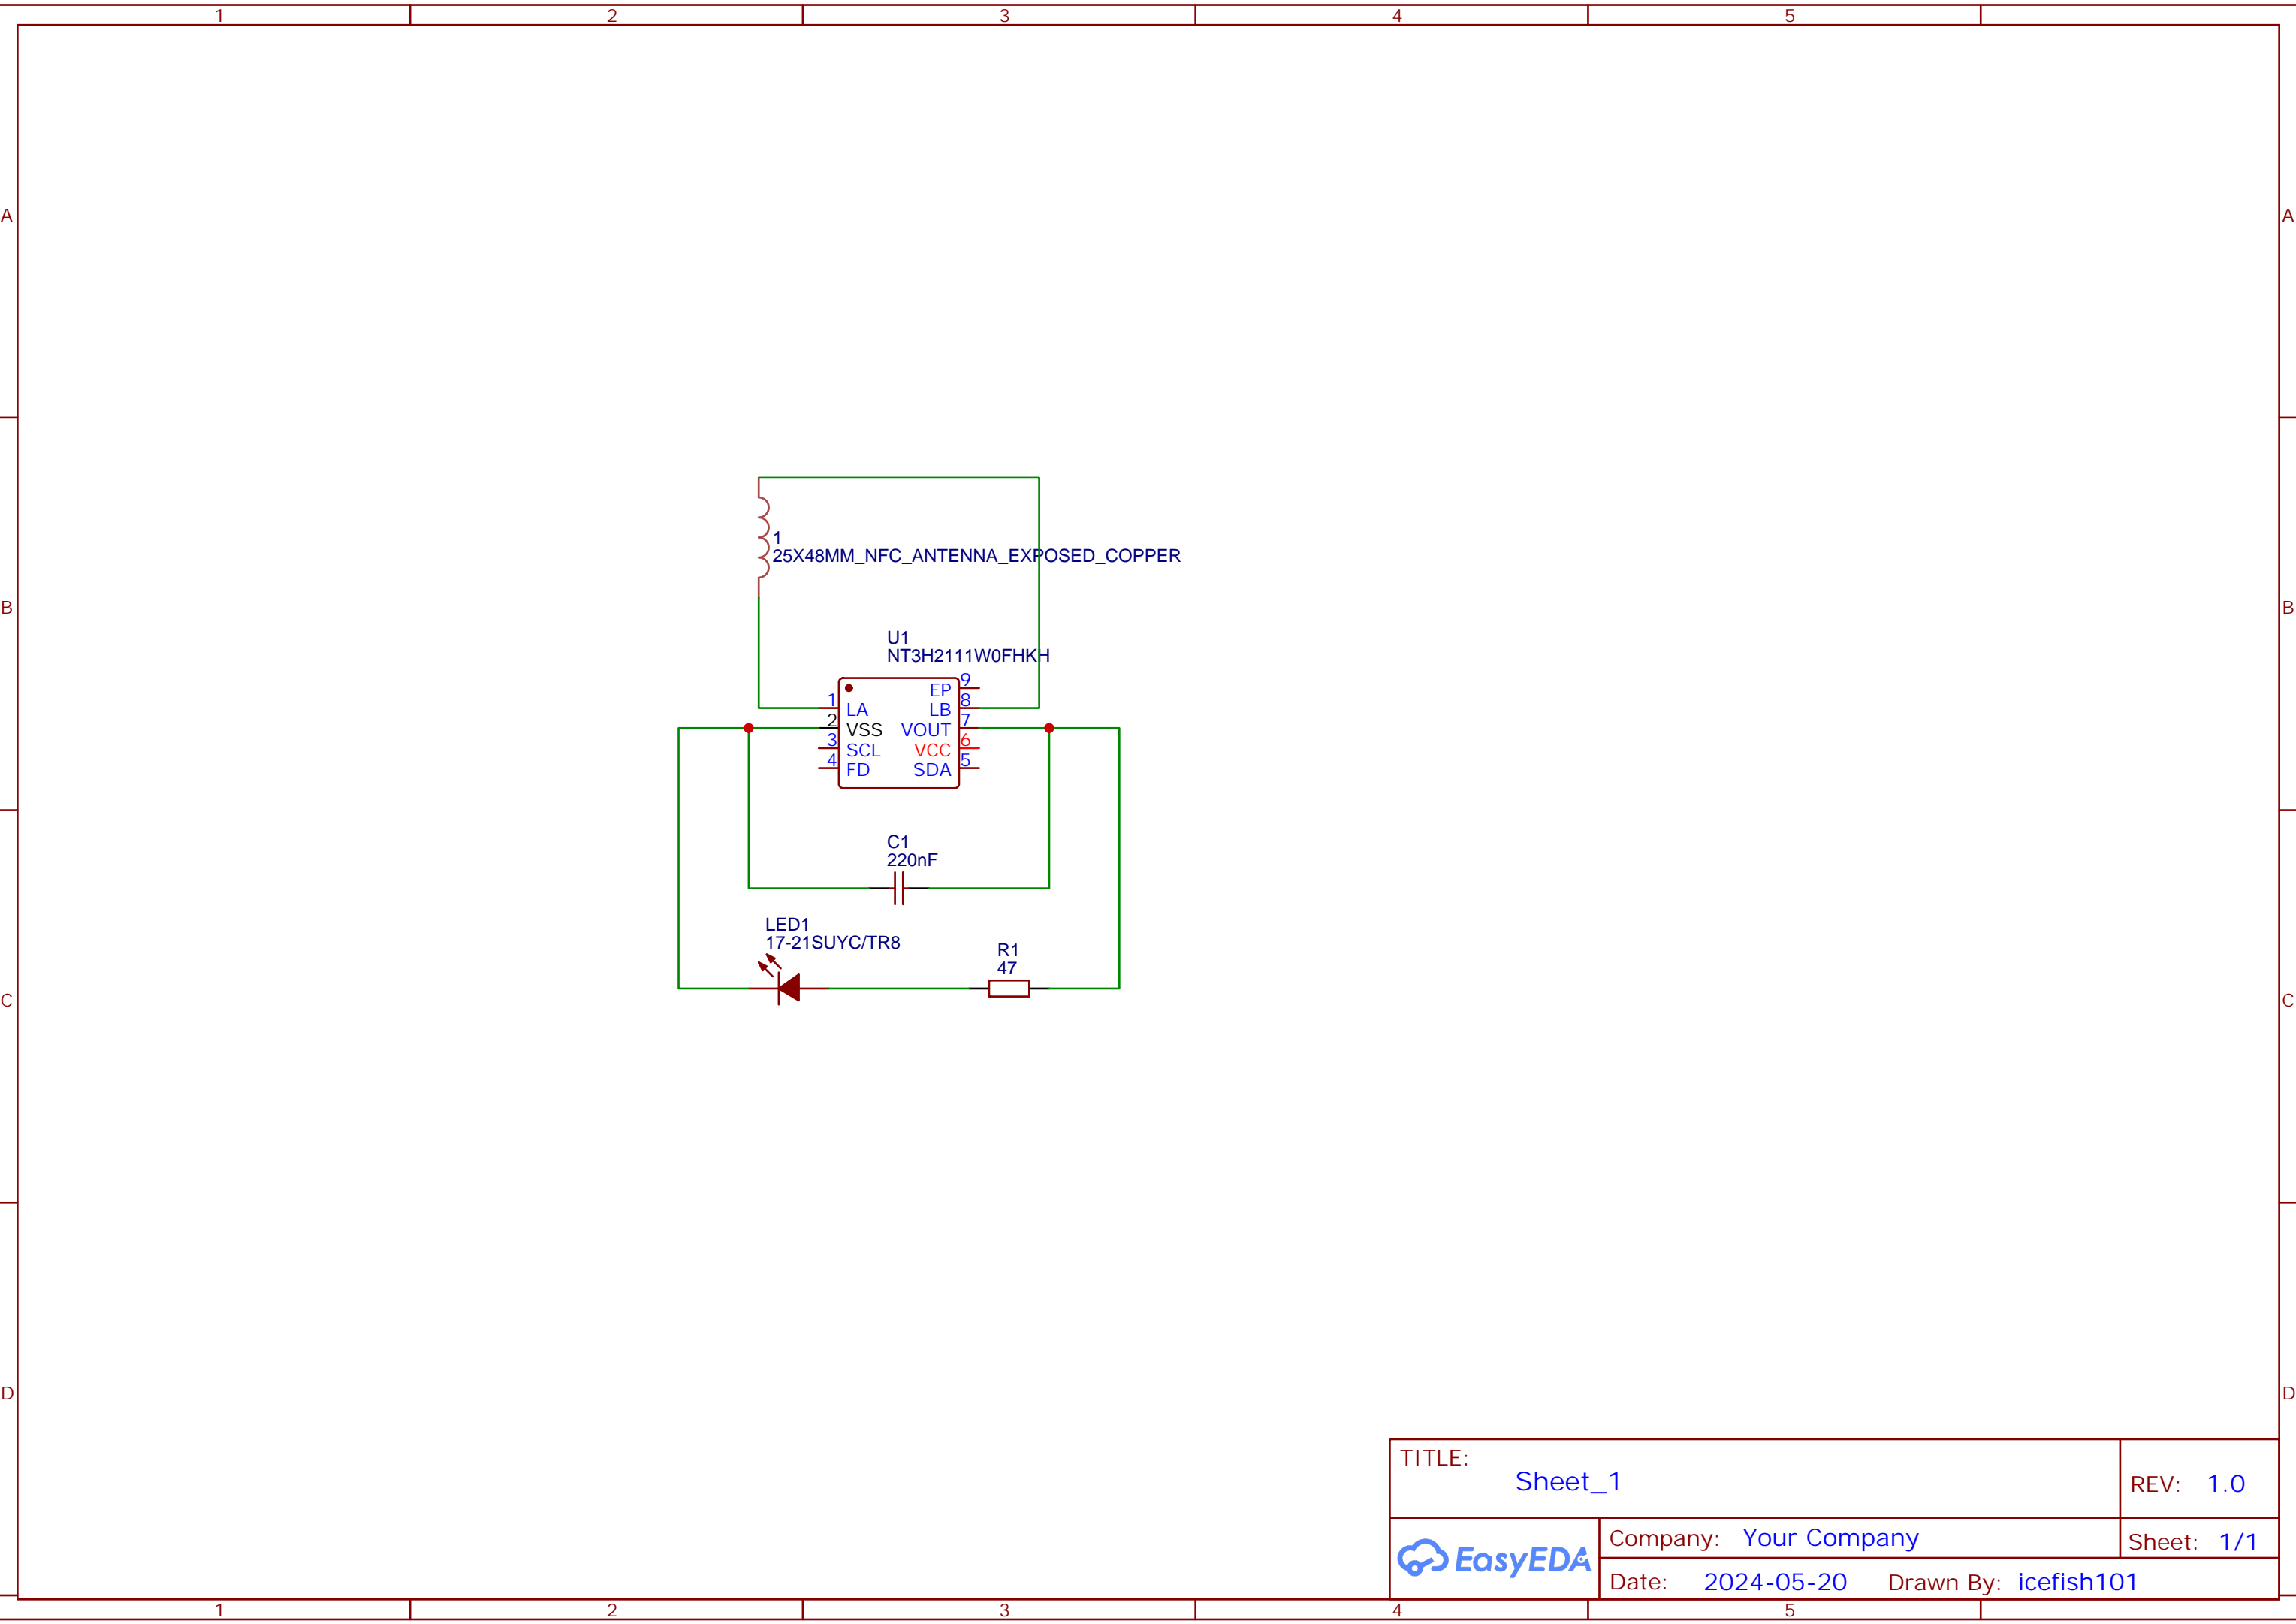 1 2 3 4 5
A A
1
25X48MM_NFC_ANTENNA_EXPOSED_COPPER
B B
U1
NT3H2111W0FHKH
EP 9
1 LA LB 8
2 VSS VOUT 7
3 SCL VCC 6
4 FD SDA 5
C1
220nF
LED1
17-21SUYC/TR8
R1
47
C C
D D
TITLE:
Sheet_1
REV: 1.0
EasyEDA
Company: Your Company
Sheet: 1/1
Date: 2024-05-20 Drawn By: icefish101
1 2 3 4 5